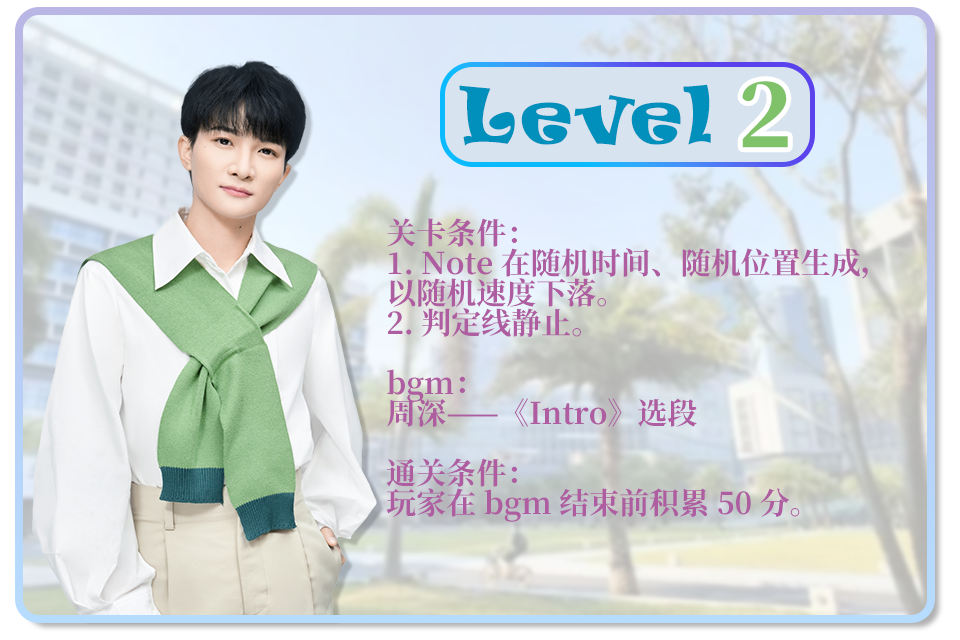 Level 2
关卡条件：
1. Note 在随机时间、随机位置生成，
以随机速度下落。
2. 判定线静止。
bgm：
周深——《Intro》选段
通关条件：
玩家在 bgm 结束前积累 50 分。